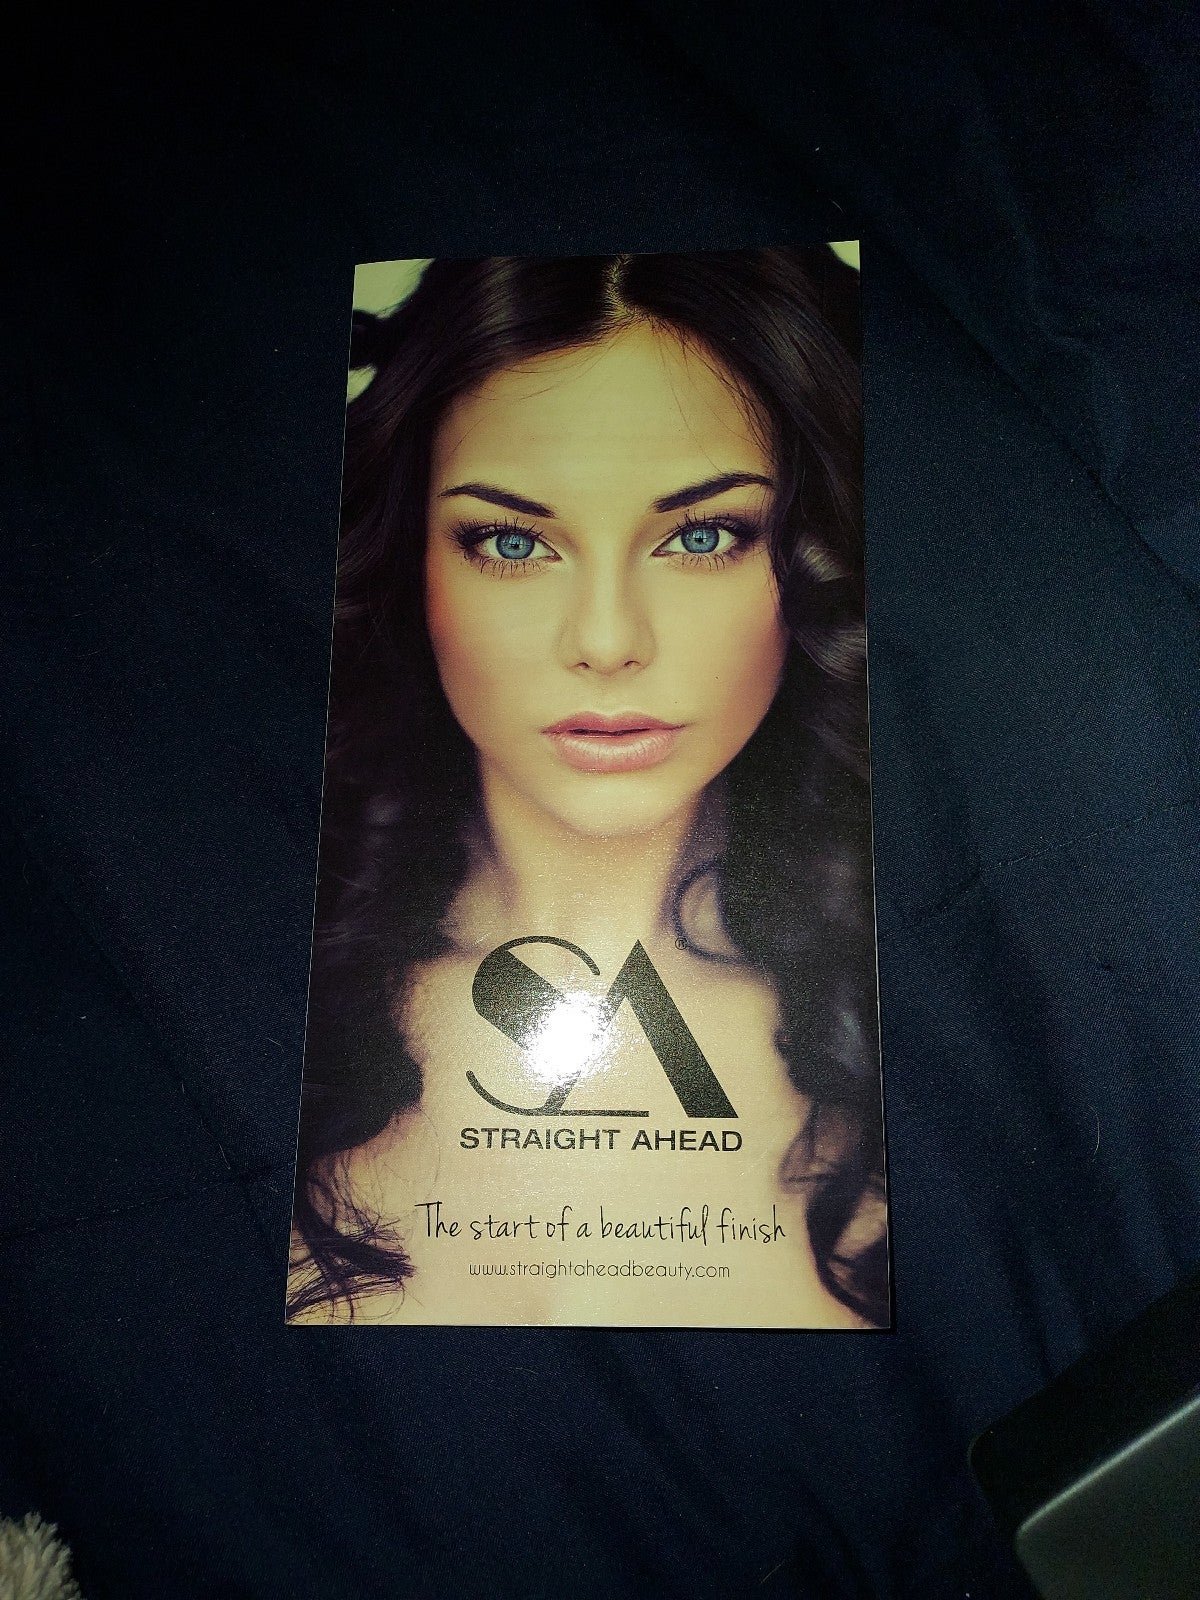 SA®
STRAIGHT AHEAD
The start of a beautiful finish
www.straightaheadbeauty.com